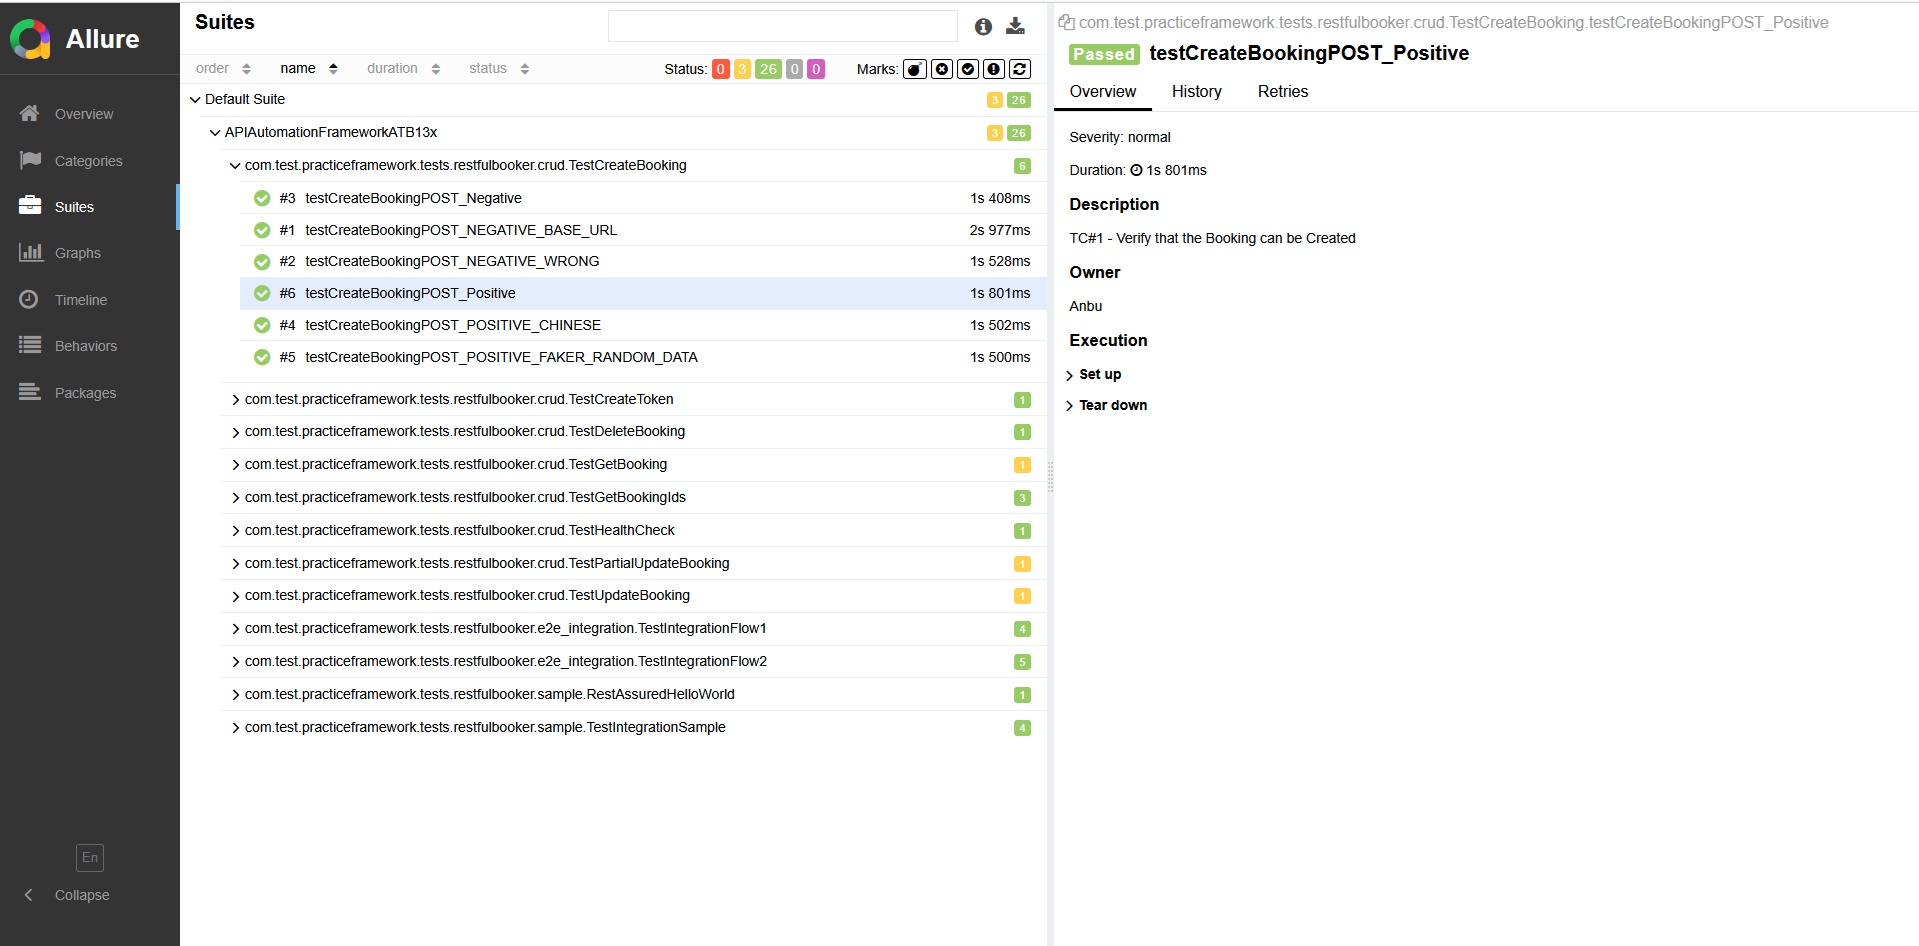 Allure
Overview
Categories
Suites
Graphs
Timeline
Behaviors
Packages
En
Collapse
Suites
order name duration status Status: 0 3 26 0 0 Marks:
Default Suite 3 26
APIAutomationFrameworkATB13x 3 26
com.test.practiceframework.tests.restfulbooker.crud.TestCreateBooking 6
#3 testCreateBookingPOST_Negative 1s 408ms
#1 testCreateBookingPOST_NEGATIVE_BASE_URL 2s 977ms
#2 testCreateBookingPOST_NEGATIVE_WRONG 1s 528ms
#6 testCreateBookingPOST_Positive 1s 801ms
#4 testCreateBookingPOST_POSITIVE_CHINESE 1s 502ms
#5 testCreateBookingPOST_POSITIVE_FAKER_RANDOM_DATA 1s 500ms
com.test.practiceframework.tests.restfulbooker.crud.TestCreateToken 1
com.test.practiceframework.tests.restfulbooker.crud.TestDeleteBooking 1
com.test.practiceframework.tests.restfulbooker.crud.TestGetBooking 1
com.test.practiceframework.tests.restfulbooker.crud.TestGetBookingIds 3
com.test.practiceframework.tests.restfulbooker.crud.TestHealthCheck 1
com.test.practiceframework.tests.restfulbooker.crud.TestPartialUpdateBooking 1
com.test.practiceframework.tests.restfulbooker.crud.TestUpdateBooking 1
com.test.practiceframework.tests.restfulbooker.e2e_integration.TestIntegrationFlow1 4
com.test.practiceframework.tests.restfulbooker.e2e_integration.TestIntegrationFlow2 5
com.test.practiceframework.tests.restfulbooker.sample.RestAssuredHelloWorld 1
com.test.practiceframework.tests.restfulbooker.sample.TestIntegrationSample 4
com.test.practiceframework.tests.restfulbooker.crud.TestCreateBooking.testCreateBookingPOST_Positive
Passed testCreateBookingPOST_Positive
Overview History Retries
Severity: normal
Duration: 1s 801ms
Description
TC#1 - Verify that the Booking can be Created
Owner
Anbu
Execution
Set up
Tear down